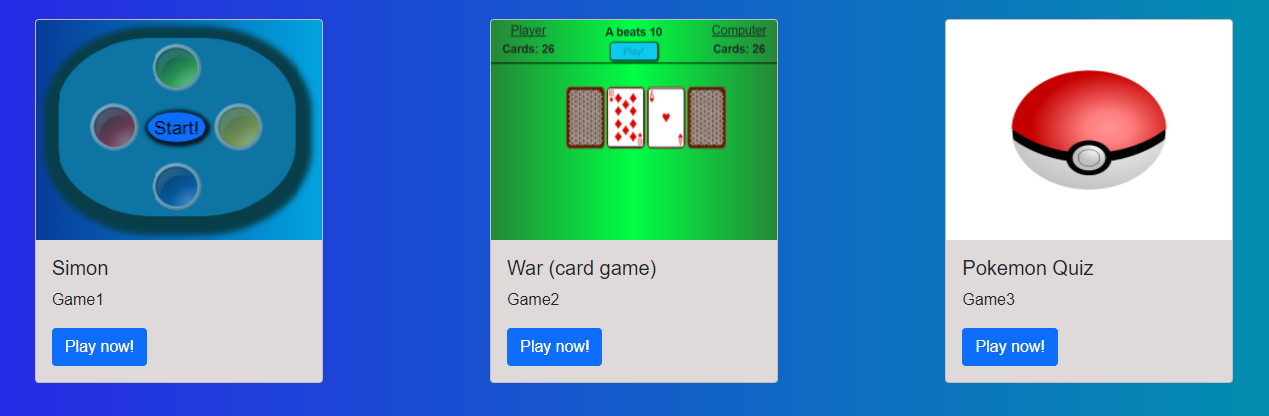 Start!
Simon
Game1
Play now!
Player A beats 10 Computer
Cards: 26 Play! Cards: 26
War (card game)
Game2
Play now!
Pokemon Quiz
Game3
Play now!